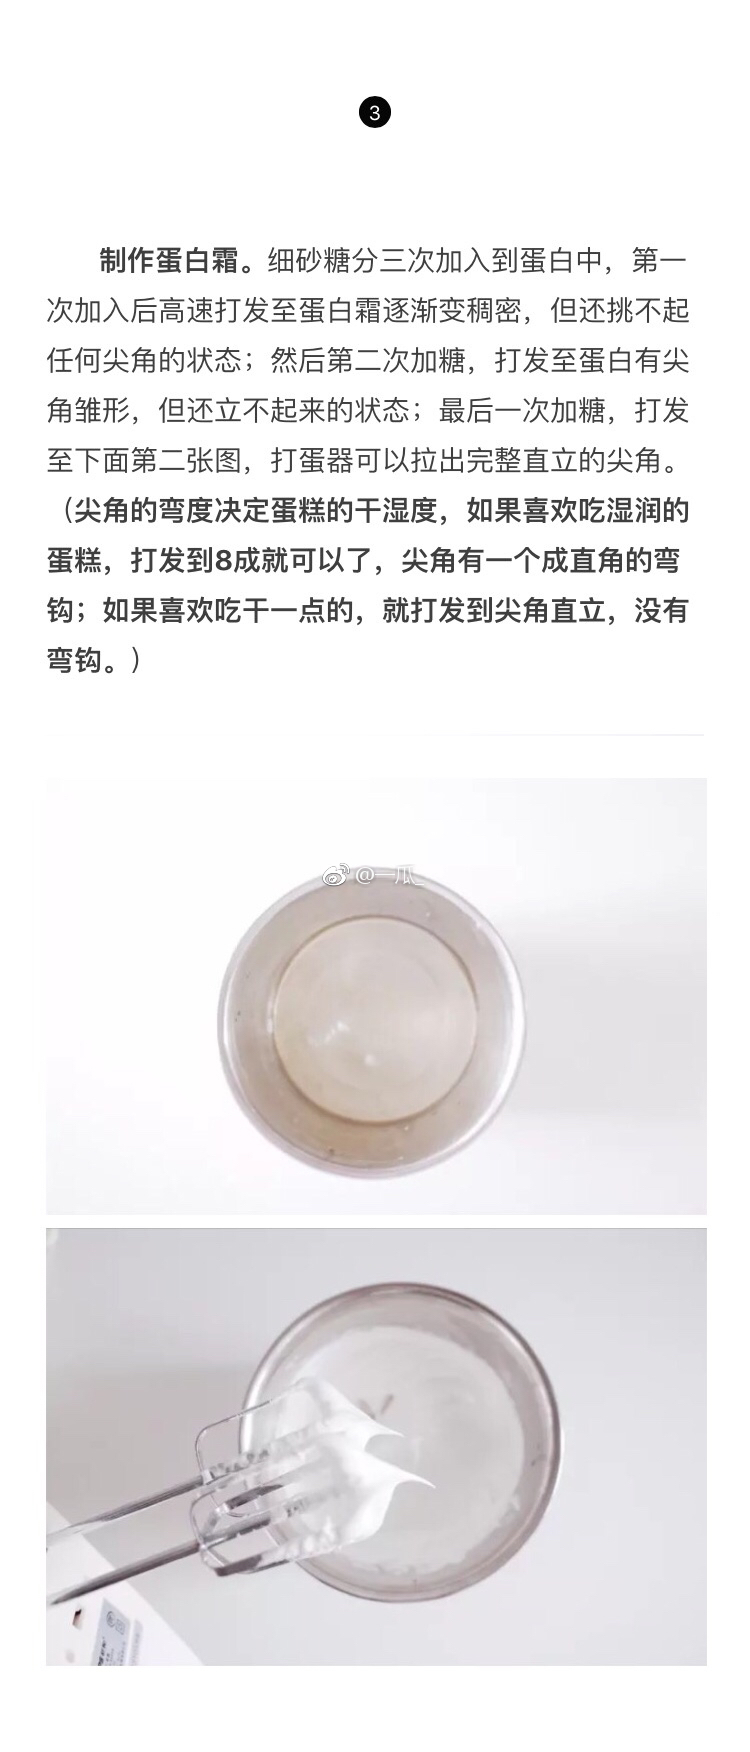 3
制作蛋白霜。细砂糖分三次加入到蛋白中，第一
次加入后高速打发至蛋白霜逐渐变稠密，但还挑不起
任何尖角的状态；然后第二次加糖，打发至蛋白有尖
角雏形，但还立不起来的状态；最后一次加糖，打发
至下面第二张图，打蛋器可以拉出完整直立的尖角。
（尖角的弯度决定蛋糕的干湿度，如果喜欢吃湿润的
蛋糕，打发到8成就可以了，尖角有一个成直角的弯
钩；如果喜欢吃干一点的，就打发到尖角直立，没有
弯钩。）
@一瓜_